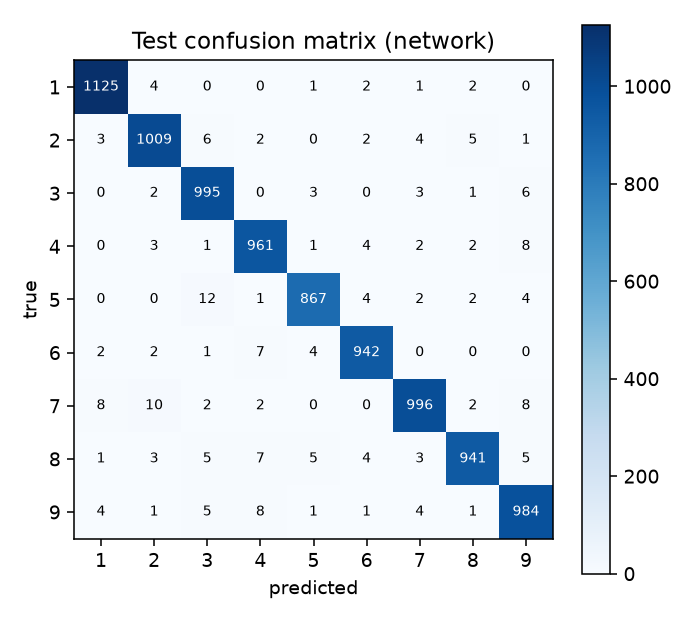 Test confusion matrix (network)
1 1125 4 0 0 1 2 1 2 0
2 3 1009 6 2 0 2 4 5 1
3 0 2 995 0 3 0 3 1 6
4 0 3 1 961 1 4 2 2 8
5 0 0 12 1 867 4 2 2 4
6 2 2 1 7 4 942 0 0 0
7 8 10 2 2 0 0 996 2 8
8 1 3 5 7 5 4 3 941 5
9 4 1 5 8 1 1 4 1 984
1 2 3 4 5 6 7 8 9
predicted
true
1000
800
600
400
200
0